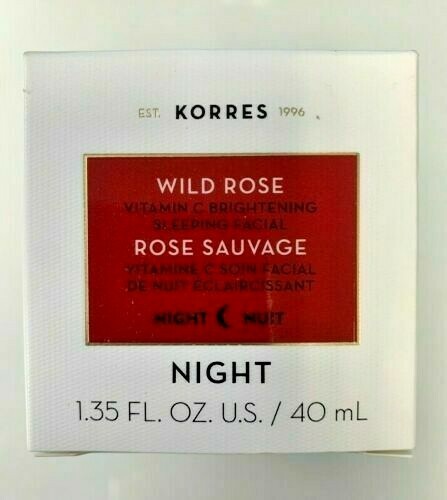 EST. KORRES 1996
WILD ROSE
VITAMIN C BRIGHTENING
SLEEPING FACIAL
ROSE SAUVAGE
VITAMINE C SOIN FACIAL
DE NUIT ÉCLAIRCISSANT
NIGHT NUIT
NIGHT
1.35 FL. OZ. U.S. / 40 mL